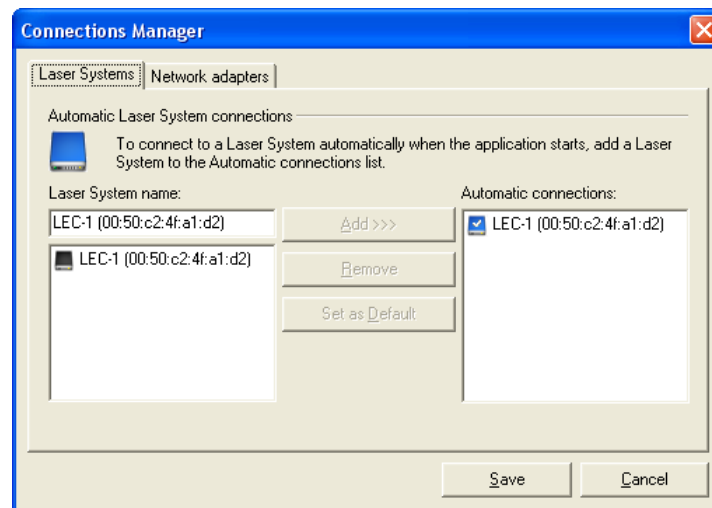 Connections Manager
Laser Systems Network adapters
Automatic Laser System connections
To connect to a Laser System automatically when the application starts, add a Laser
System to the Automatic connections list.
Laser System name:
Automatic connections:
LEC-1 (00:50:c2:4f:a1:d2)
Add >>>
LEC-1 (00:50:c2:4f:a1:d2)
LEC-1 (00:50:c2:4f:a1:d2)
Remove
Set as Default
Save
Cancel